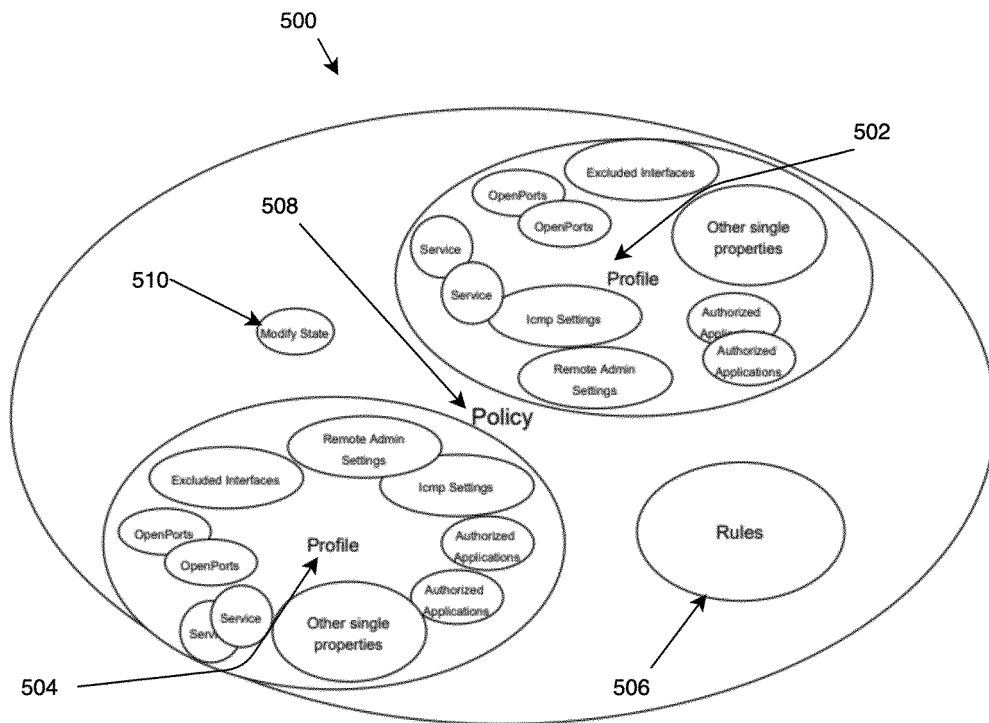 500
502
Excluded Interfaces
OpenPorts
OpenPorts
508
Other single
properties
Service
Profile
510
Service
Icmp Settings
Authorized
Modify State
Authorized
Applications
Remote Admin
Settings
Policy
Remote Admin
Settings
Excluded Interfaces
Icmp Settings
OpenPorts
Rules
Authorized
Applications
Profile
OpenPorts
Authorized
Applications
Service
Other single
properties
504
506